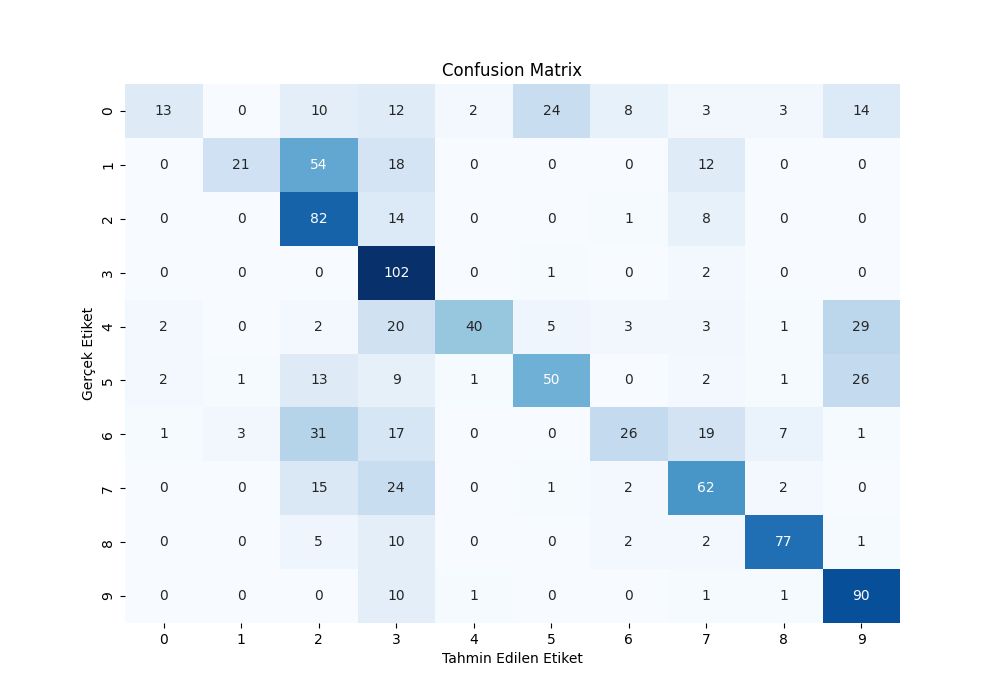 Confusion Matrix
0 13 0 10 12 2 24 8 3 3 14
1 0 21 54 18 0 0 0 12 0 0
2 0 0 82 14 0 0 1 8 0 0
3 0 0 0 102 0 1 0 2 0 0
4 2 0 2 20 40 5 3 3 1 29
5 2 1 13 9 1 50 0 2 1 26
6 1 3 31 17 0 0 26 19 7 1
7 0 0 15 24 0 1 2 62 2 0
8 0 0 5 10 0 0 2 2 77 1
9 0 0 0 10 1 0 0 1 1 90
0 1 2 3 4 5 6 7 8 9
Gerçek Etiket
Tahmin Edilen Etiket